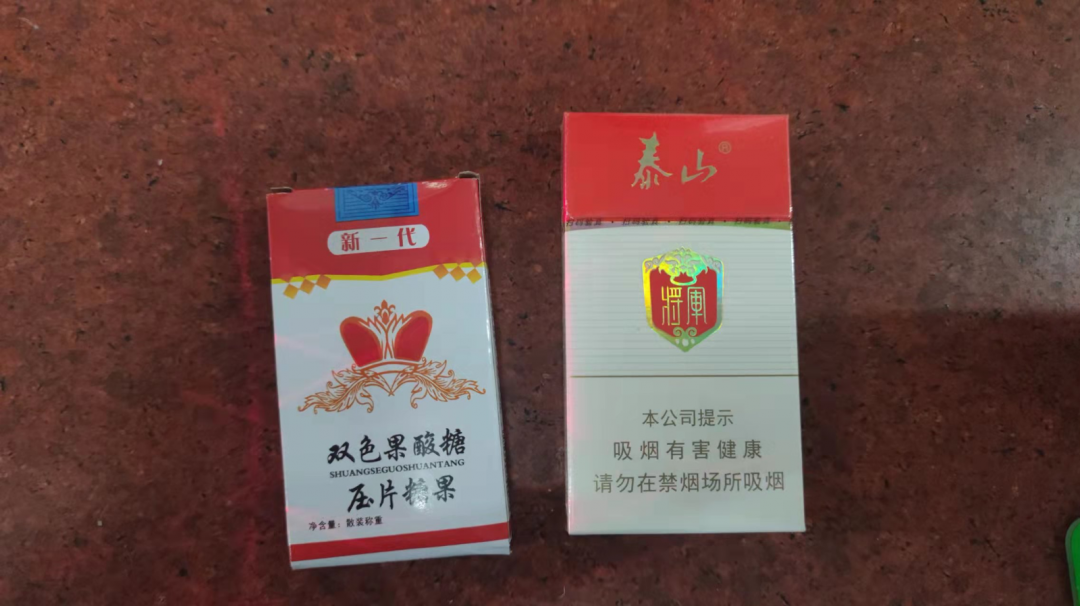 新一代
双色果酸糖
SHUANGSEGUOSHUANTANG
压片糖果
净含量：散装称重
泰山®
将軍
本公司提示
吸烟有害健康
请勿在禁烟场所吸烟